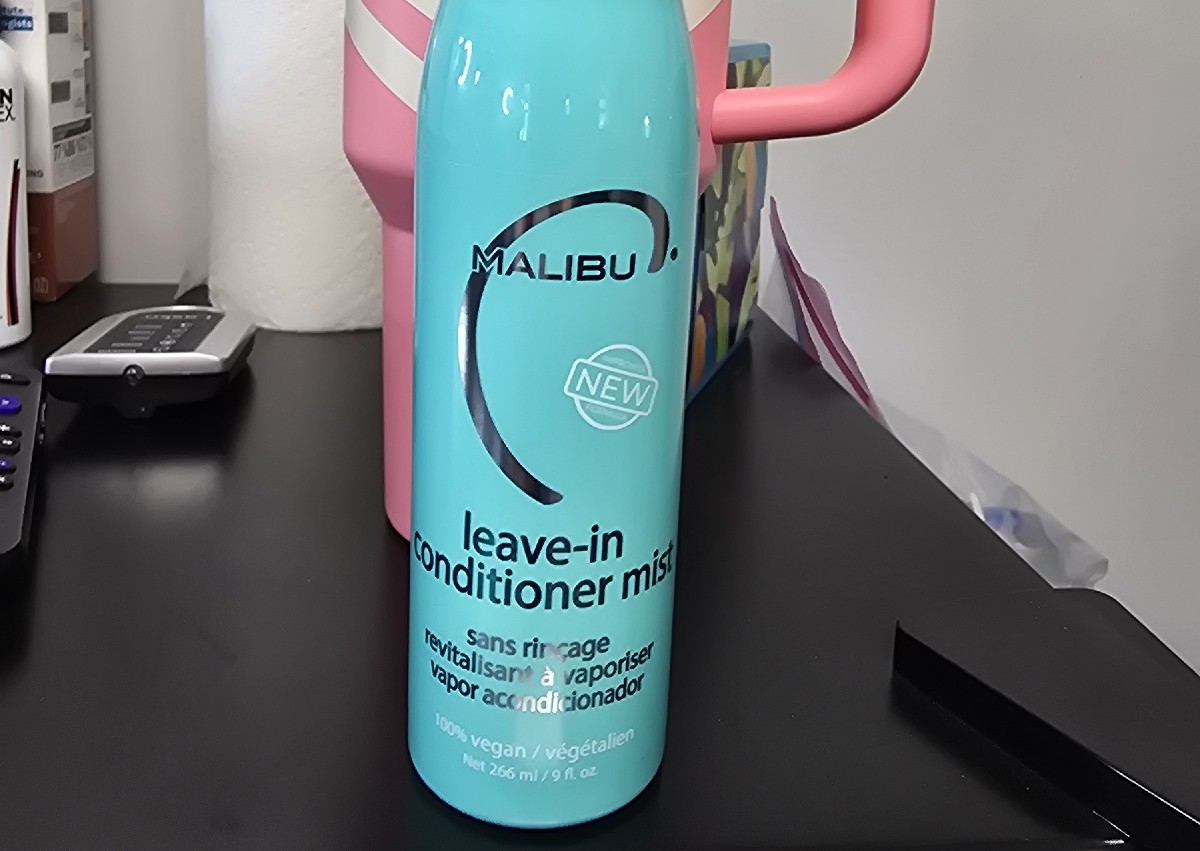 MALIBU
NEW
leave-in
conditioner mist
sans rinçage
revitalisant à vaporiser
vapor acondicionador
100% vegan / végétalien
Net 266 ml / 9 fl. oz